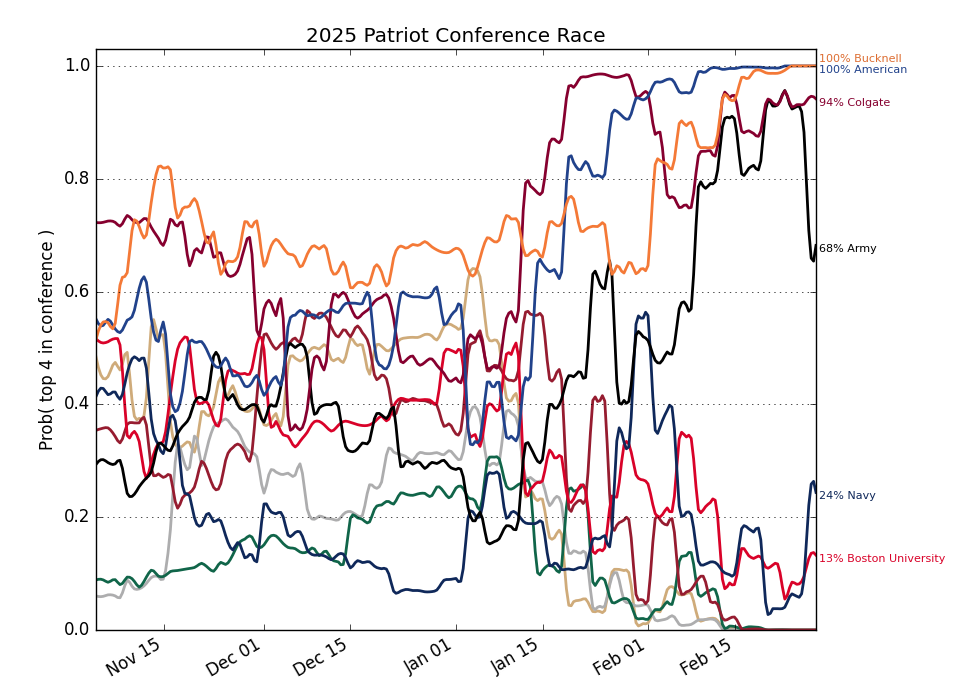 2025 Patriot Conference Race
Prob( top 4 in conference )
1.0
0.8
0.6
0.4
0.2
0.0
Nov 15
Dec 01
Dec 15
Jan 01
Jan 15
Feb 01
Feb 15
100% Bucknell
100% American
94% Colgate
68% Army
24% Navy
13% Boston University